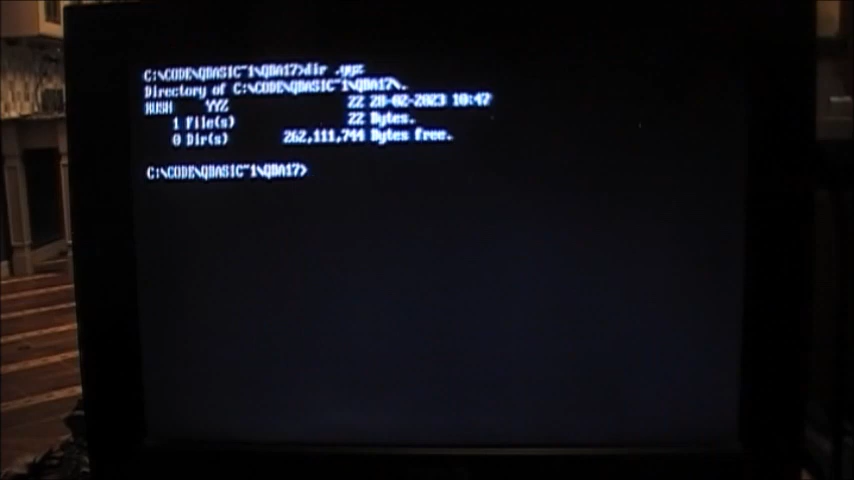 C:\CODE\QBASIC~1\QBA17>dir .yyz
Directory of C:\CODE\QBASIC~1\QBA17\.
RUSH YYZ 22 28-02-2023 10:47
1 File(s) 22 Bytes.
0 Dir(s) 262,111,744 Bytes free.
C:\CODE\QBASIC~1\QBA17>